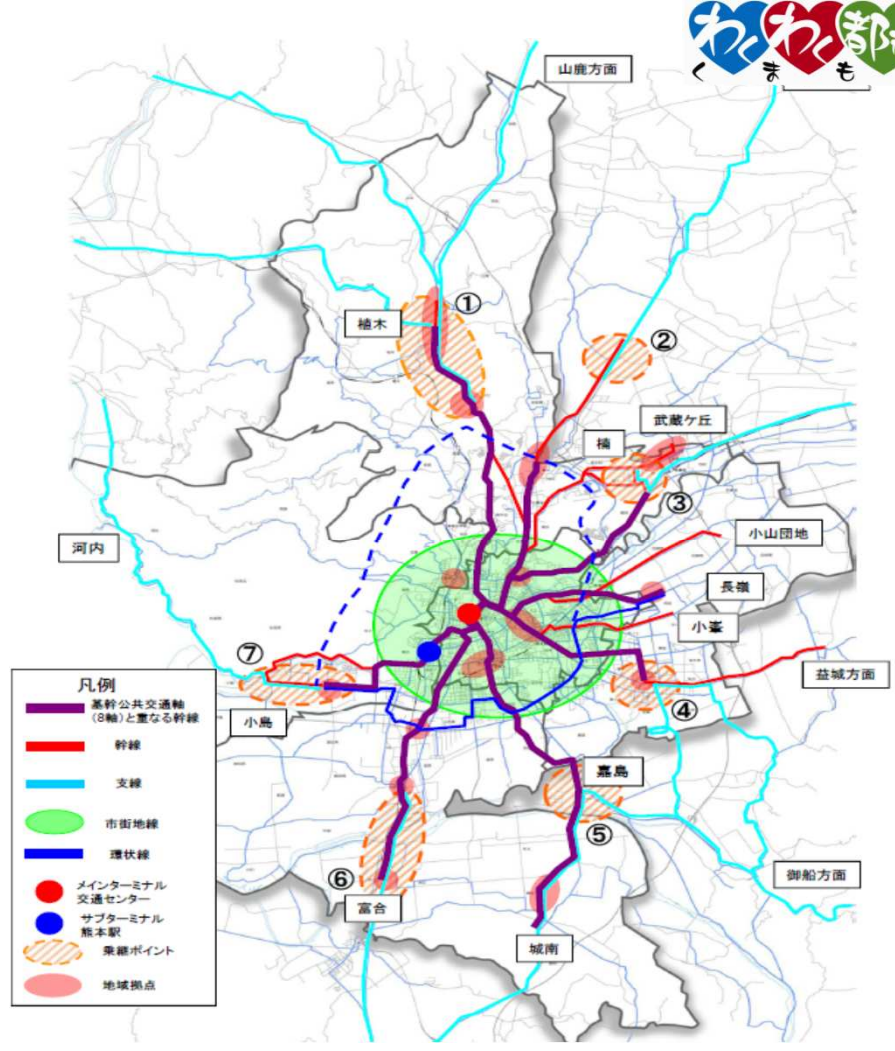 わくわく都
くまも
山鹿方面
①
植木
②
武蔵ケ丘
楠
③
小山団地
河内
長嶺
小峯
⑦
益城方面
凡例
基幹公共交通軸
(8軸)と重なる幹線
幹線
支線
市街地線
環状線
メインターミナル
交通センター
サブターミナル
熊本駅
乗継ポイント
地域拠点
小島
④
嘉島
⑤
⑥
御船方面
富合
城南